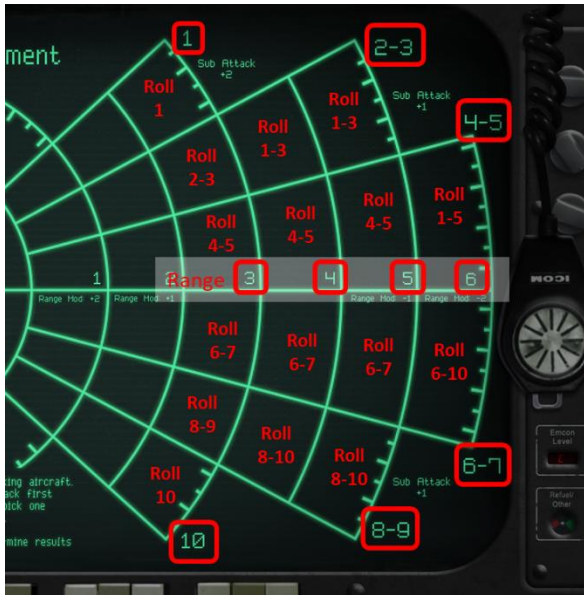 1
2-3
ment
Sub Attack
+2
Roll
1
Roll
1-3
Sub Attack
+1
4-5
Roll
1-3
Roll
2-3
Roll
4-5
Roll
1-5
Roll
4-5
Roll
4-5
1
2
Range
3
4
5
6
Range Mod +2
Range Mod +1
Range Mod -1
Range Mod -2
ICOM
Roll
6-7
Roll
6-7
Roll
6-7
Roll
6-10
Roll
8-9
Roll
8-10
Roll
8-10
Roll
10
Emcon
Level
6-7
king aircraft.
ack first
pick one
Sub Attack
+1
Refuel/
Other
10
8-9
mine results